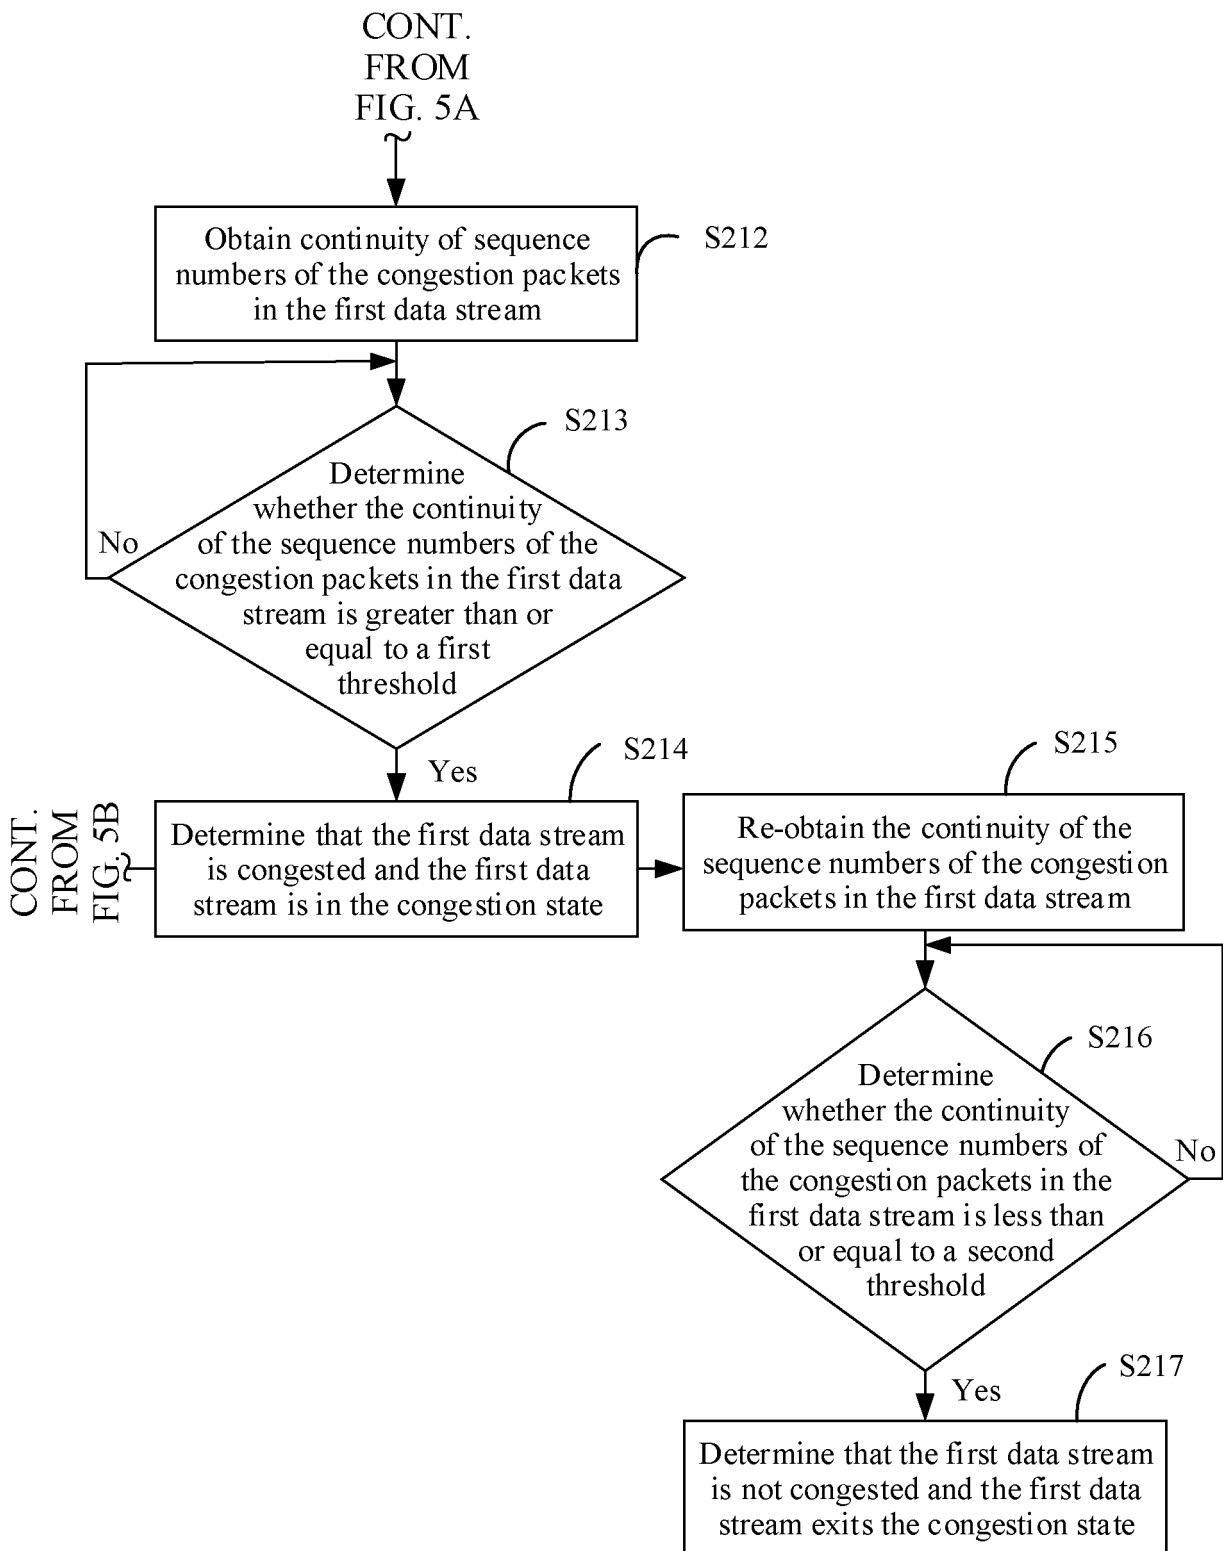 CONT.
FROM
FIG. 5A
Obtain continuity of sequence
numbers of the congestion packets
in the first data stream
S212
S213
Determine
whether the continuity
of the sequence numbers of the
congestion packets in the first data
stream is greater than or
equal to a first
threshold
No
Yes
S214
CONT.
FROM
FIG. 5B
Determine that the first data stream
is congested and the first data
stream is in the congestion state
S215
Re-obtain the continuity of the
sequence numbers of the congestion
packets in the first data stream
S216
Determine
whether the continuity
of the sequence numbers of
the congestion packets in the
first data stream is less than
or equal to a second
threshold
No
Yes
S217
Determine that the first data stream
is not congested and the first data
stream exits the congestion state